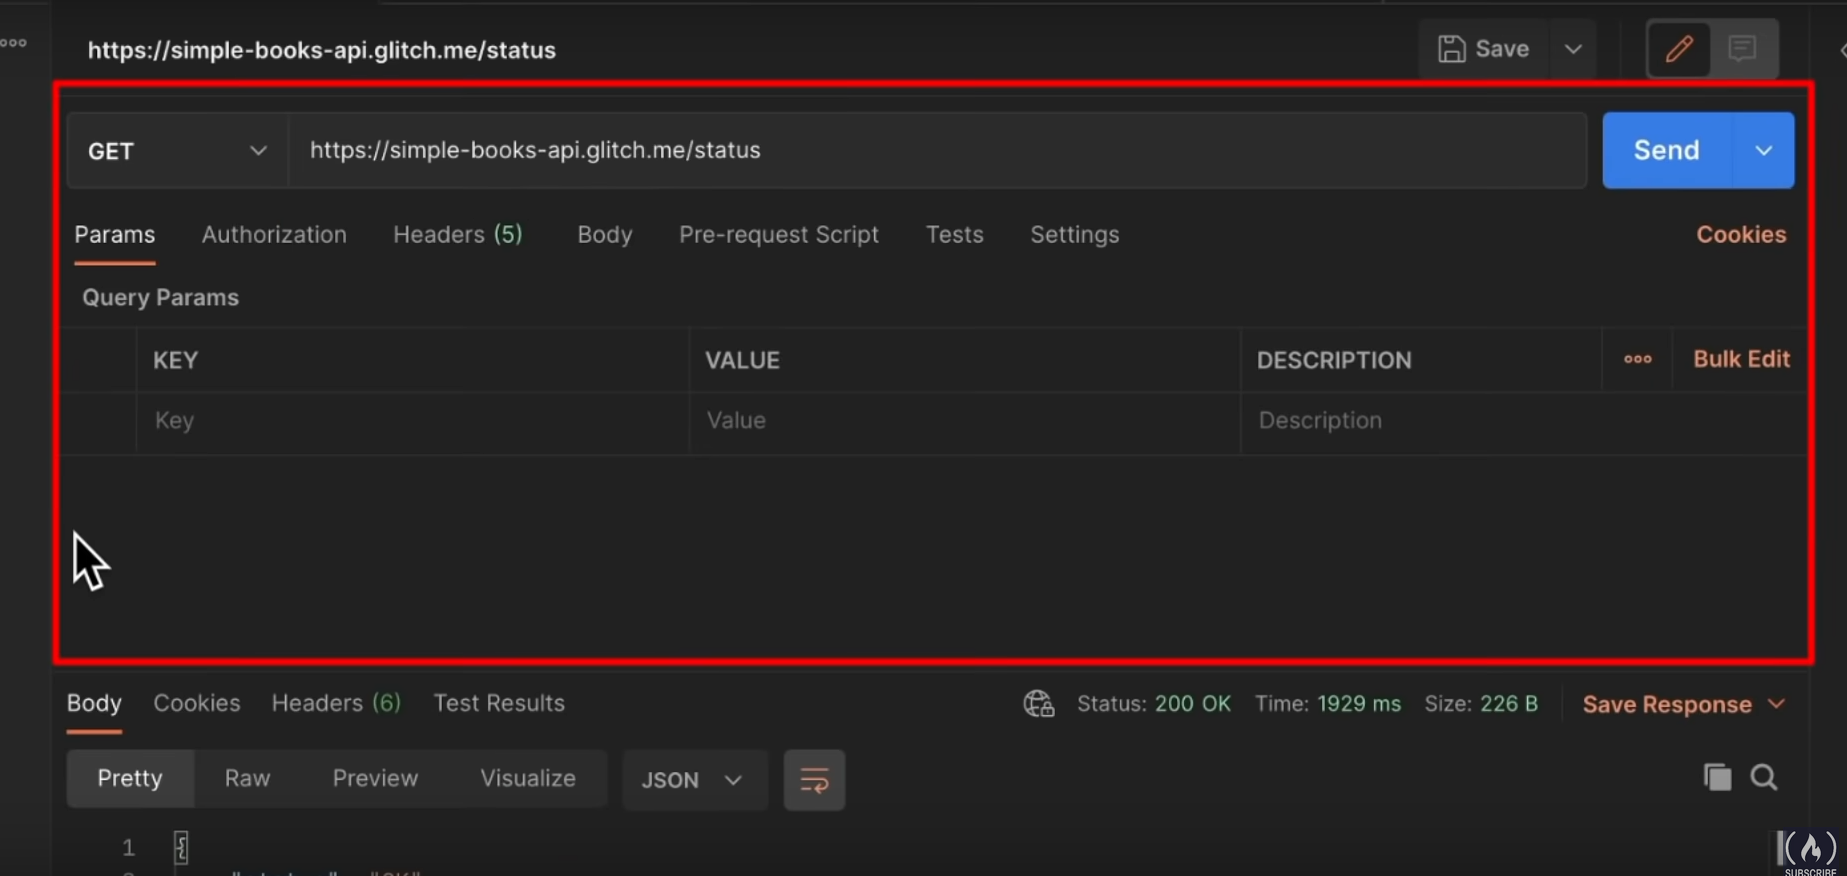 https://simple-books-api.glitch.me/status Save
GET https://simple-books-api.glitch.me/status Send
Params Authorization Headers (5) Body Pre-request Script Tests Settings Cookies
Query Params
KEY VALUE DESCRIPTION ooo Bulk Edit
Key Value Description
Body Cookies Headers (6) Test Results Status: 200 OK Time: 1929 ms Size: 226 B Save Response
Pretty Raw Preview Visualize JSON
1 {
SUBSCRIBE